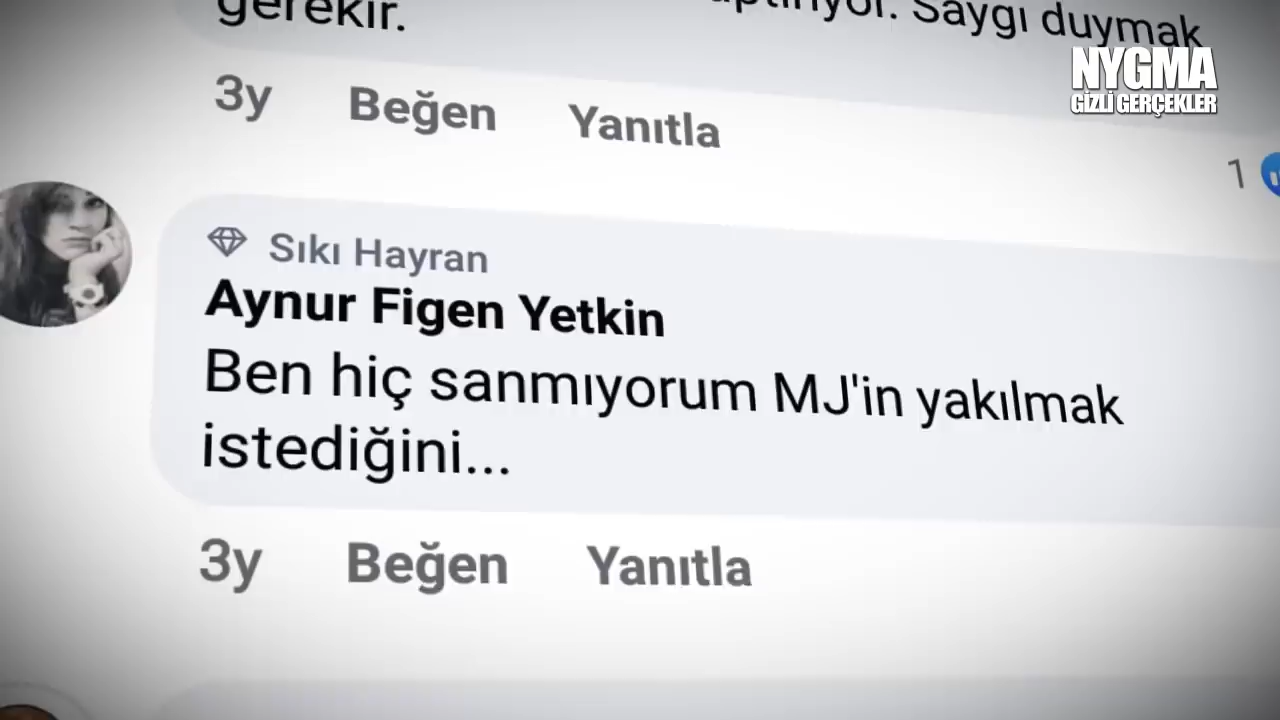 gerekir.
Saygı duymak
NYGMA
GİZLİ GERÇEKLER
3y Beğen Yanıtla
1
Sıkı Hayran
Aynur Figen Yetkin
Ben hiç sanmıyorum MJ'in yakılmak
istediğini...
3y Beğen Yanıtla